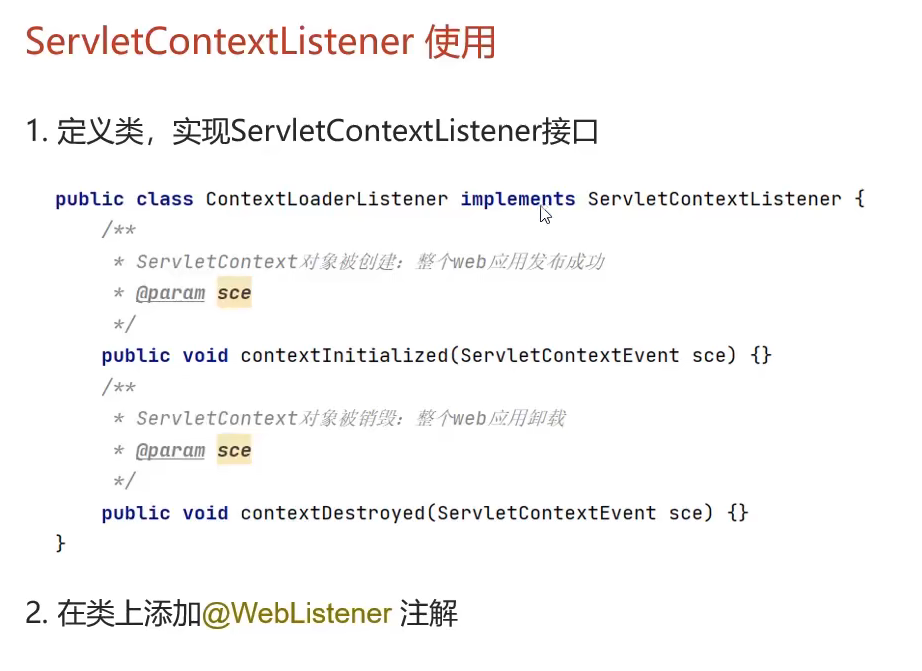 ServletContextListener 使用
1. 定义类，实现ServletContextListener接口
public class ContextLoaderListener implements ServletContextListener {
/**
* ServletContext对象被创建：整个web应用发布成功
* @param sce
*/
public void contextInitialized(ServletContextEvent sce) {}
/**
* ServletContext对象被销毁：整个web应用卸载
* @param sce
*/
public void contextDestroyed(ServletContextEvent sce) {}
}
2. 在类上添加@WebListener 注解